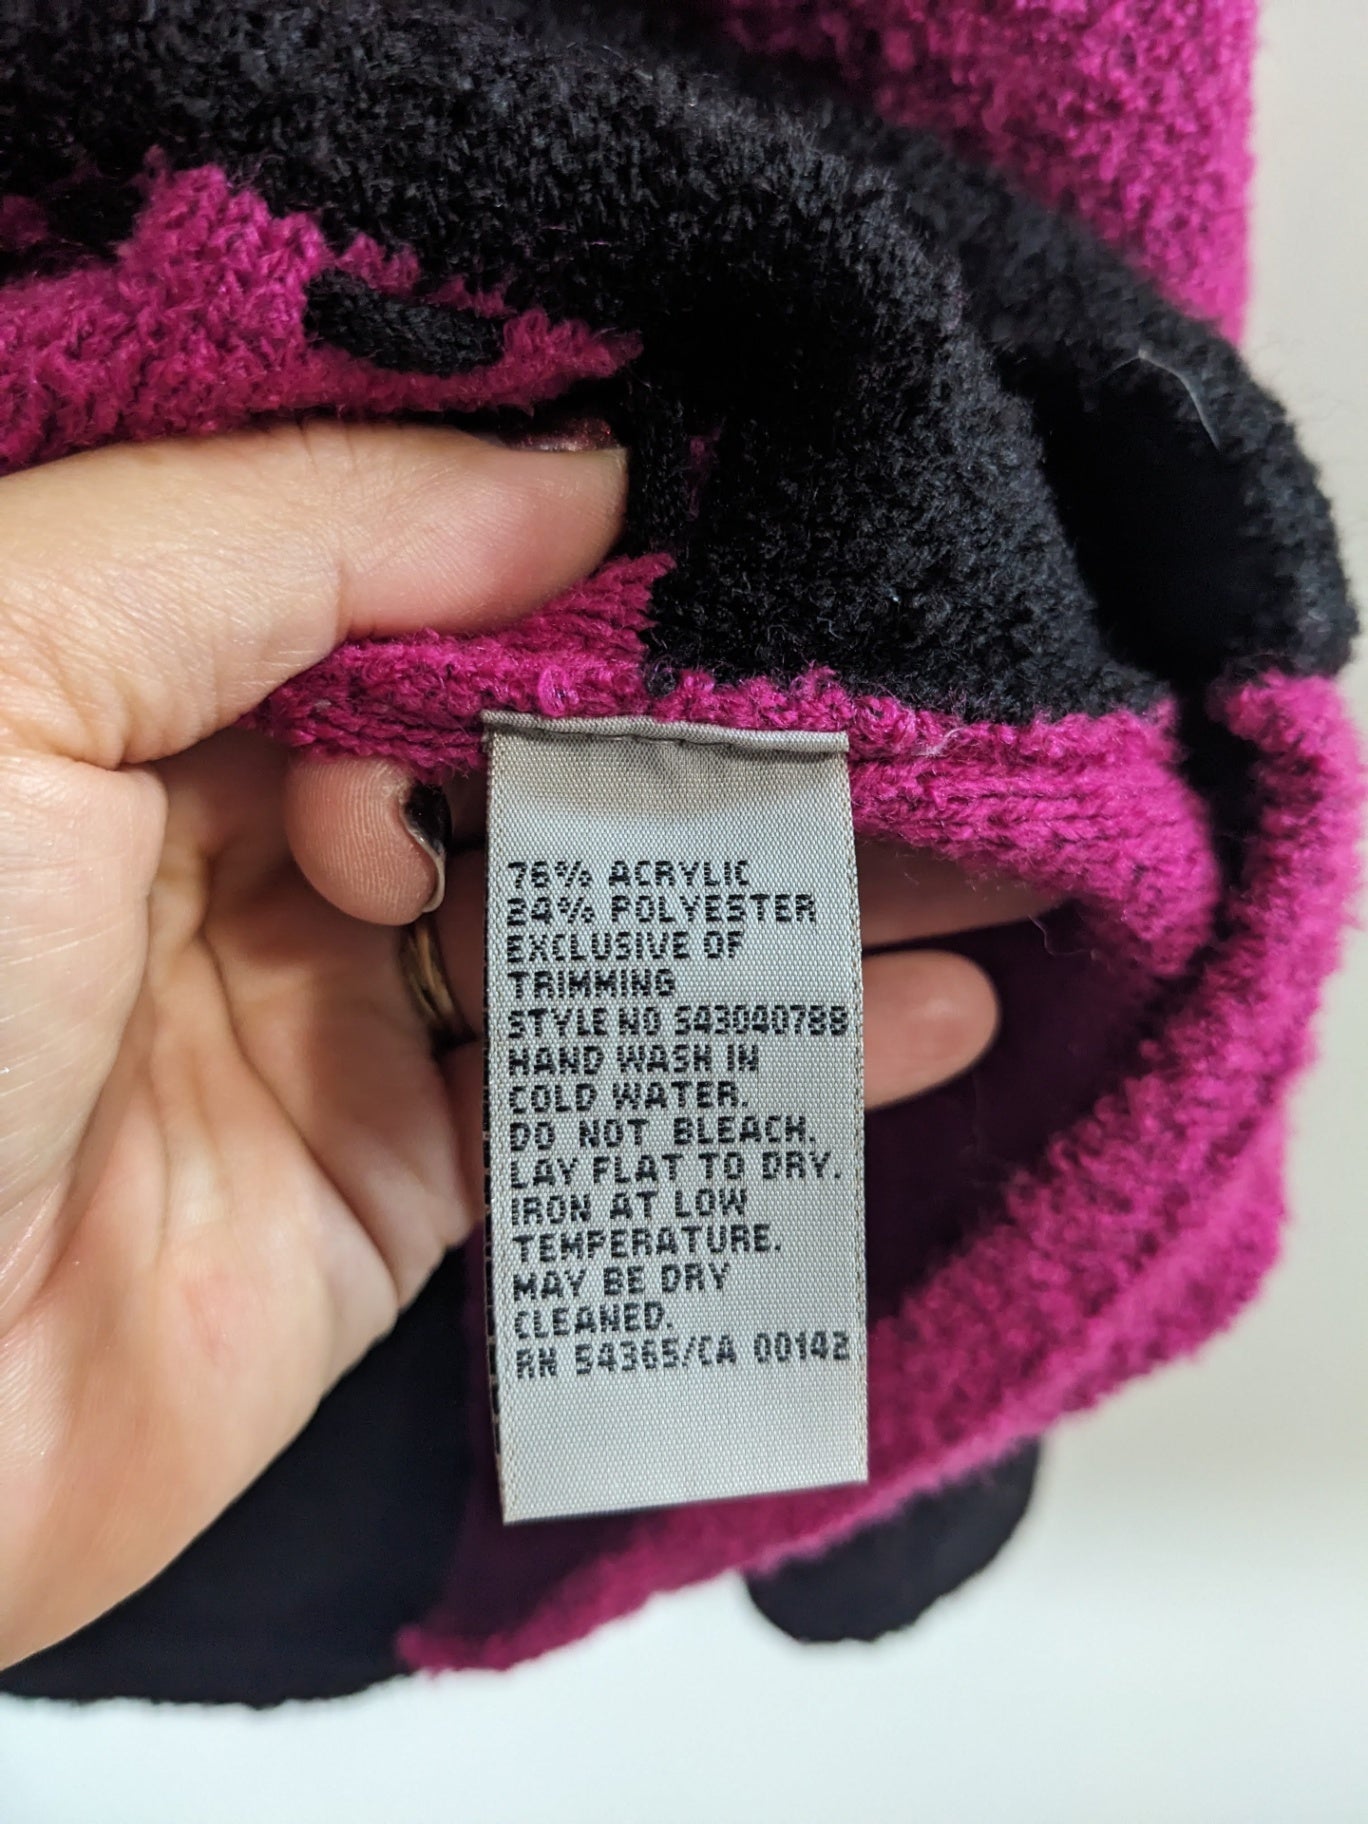 76% ACRYLIC
24% POLYESTER
EXCLUSIVE OF
TRIMMING
STYLE NO 543040788
HAND WASH IN
COLD WATER.
DO NOT BLEACH.
LAY FLAT TO DRY.
IRON AT LOW
TEMPERATURE.
MAY BE DRY
CLEANED.
RN 54365/CA 00142